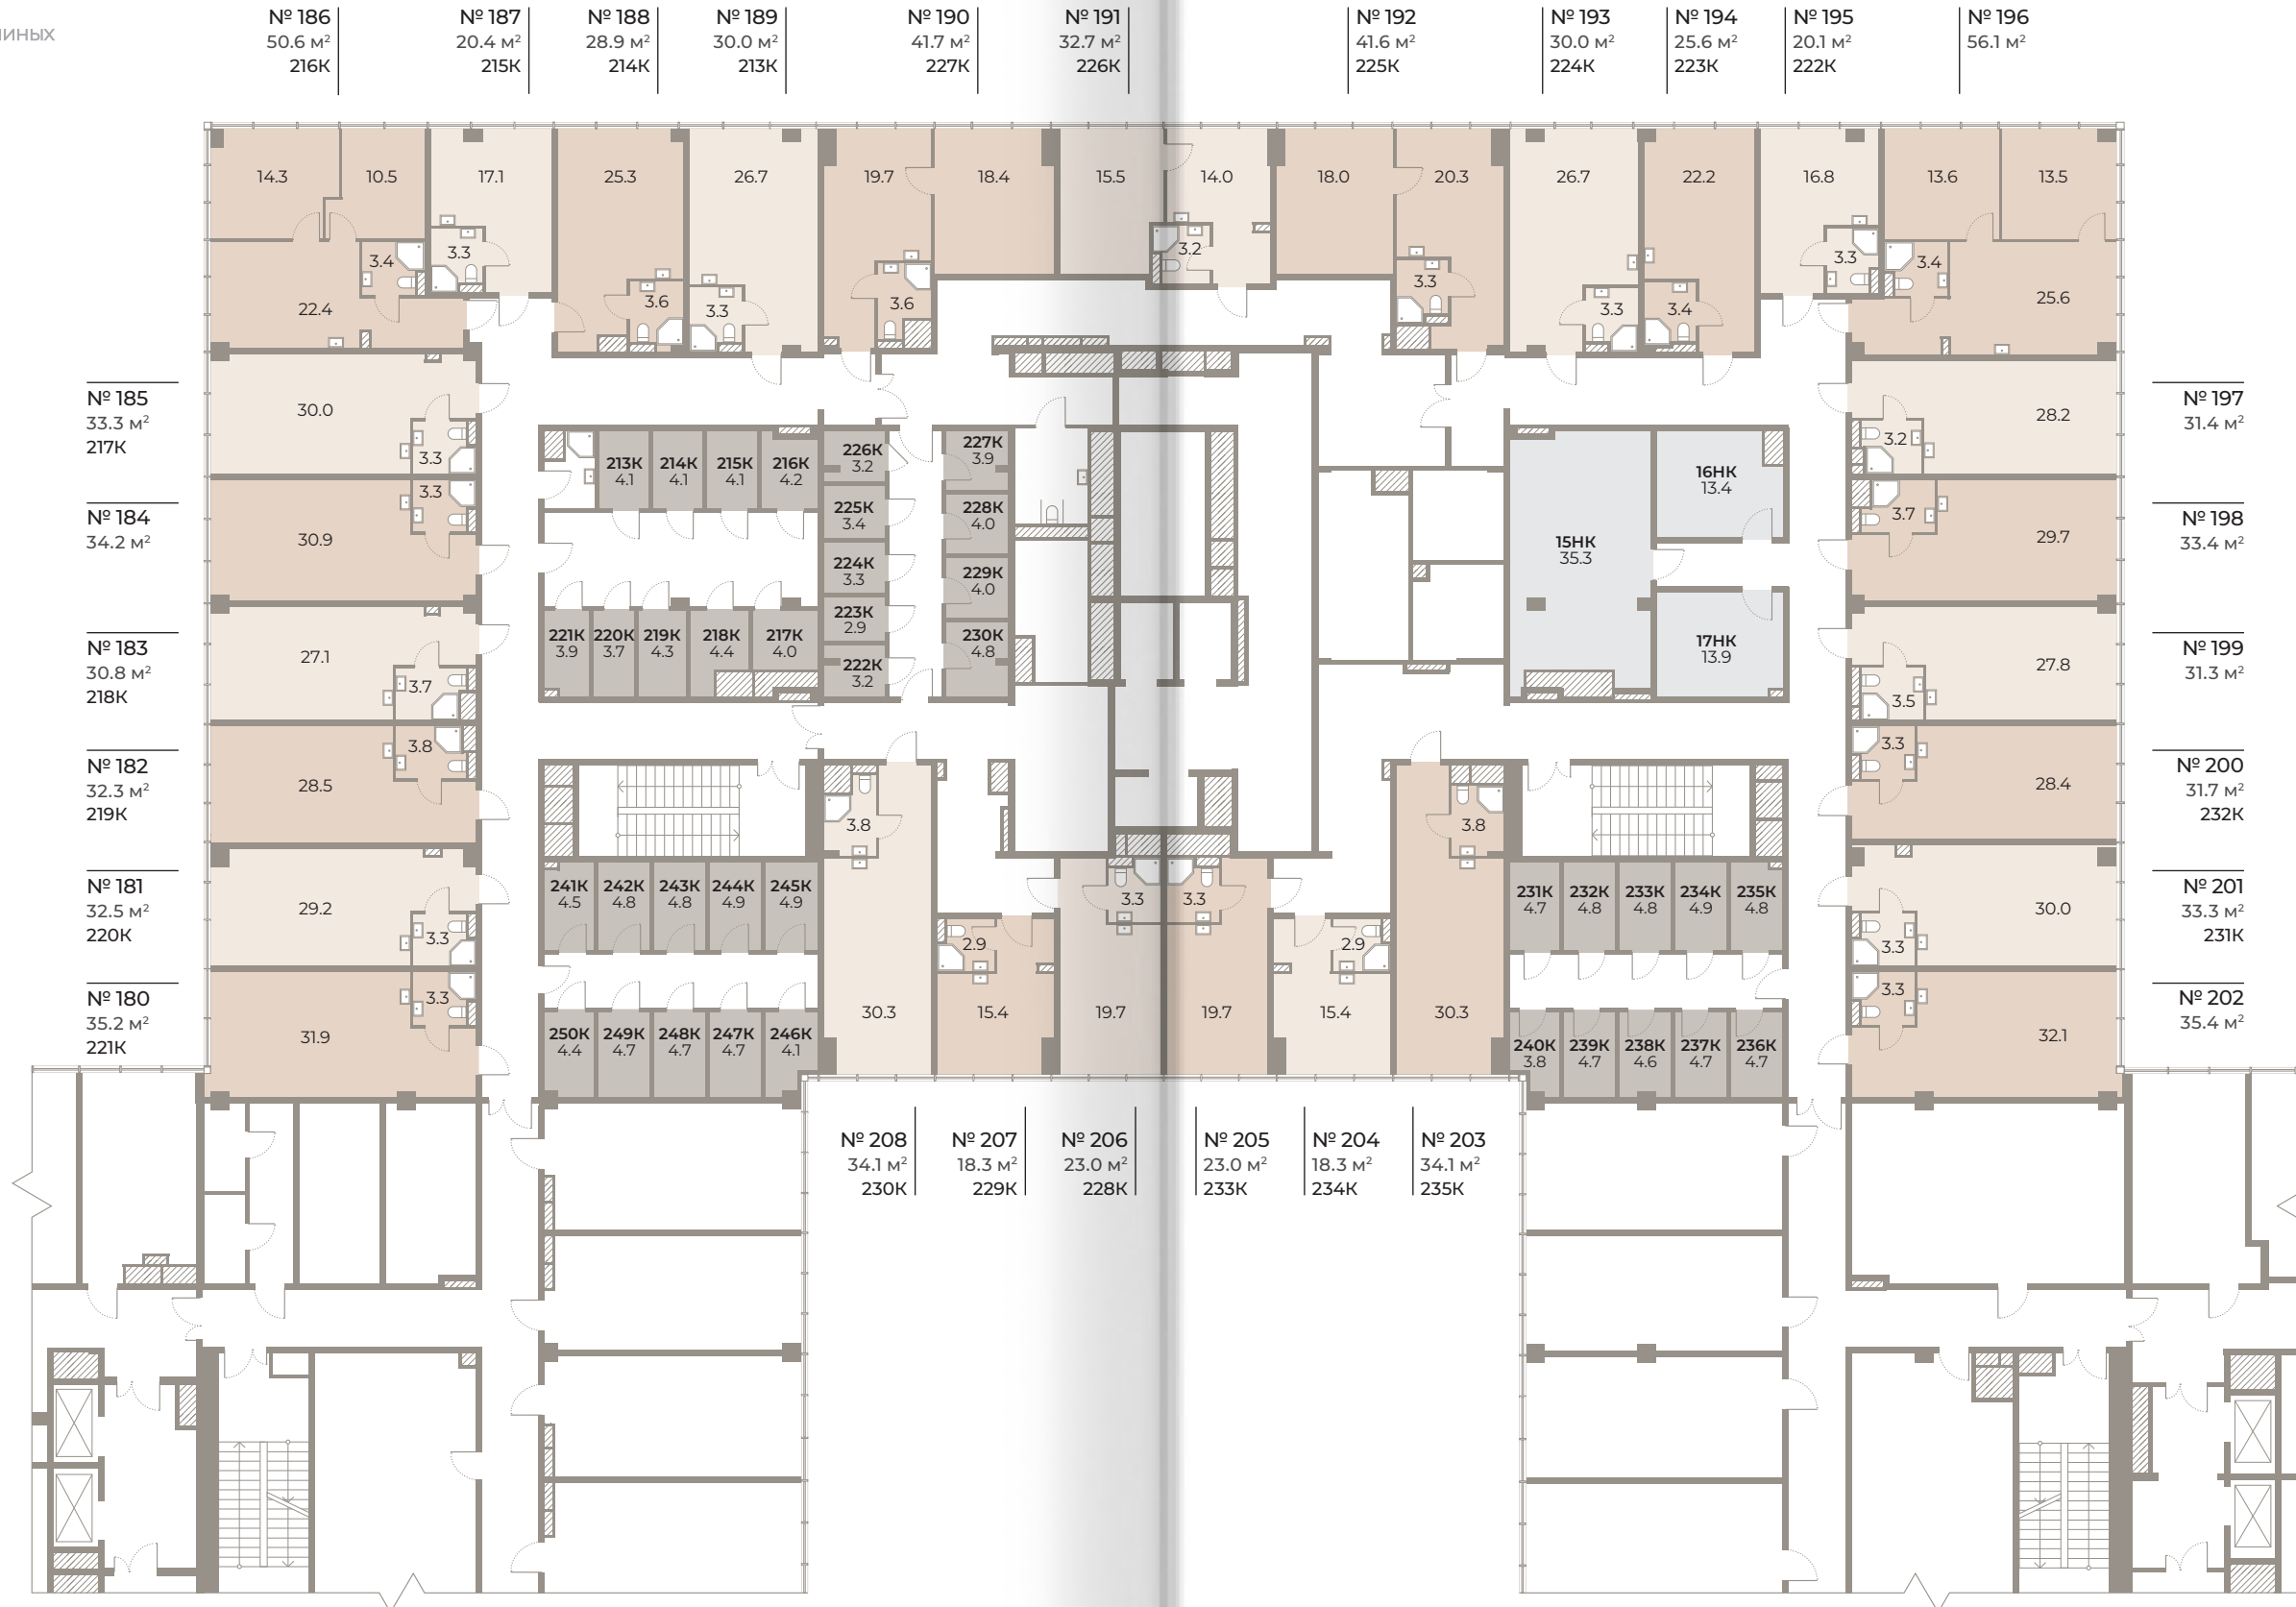 № 186
50.6 м²
216К
№ 187
20.4 м²
215К
№ 188
28.9 м²
214К
№ 189
30.0 м²
213К
№ 190
41.7 м²
227К
№ 191
32.7 м²
226К
№ 192
41.6 м²
225К
№ 193
30.0 м²
224К
№ 194
25.6 м²
223К
№ 195
20.1 м²
222К
№ 196
56.1 м²
14.3
10.5
17.1
25.3
26.7
19.7
18.4
15.5
14.0
18.0
20.3
26.7
22.2
16.8
13.6
13.5
3.4
3.3
3.6
3.3
3.6
3.2
3.3
3.3
3.4
3.3
3.4
22.4
25.6
№ 185
33.3 м²
217К
30.0
3.3
№ 184
34.2 м²
30.9
3.3
№ 183
30.8 м²
218К
27.1
3.7
№ 182
32.3 м²
219К
28.5
3.8
№ 181
32.5 м²
220К
29.2
3.3
№ 180
35.2 м²
221К
31.9
3.3
213К
4.1
214К
4.1
215К
4.1
216К
4.2
221К
3.9
220К
3.7
219К
4.3
218К
4.4
217К
4.0
226К
3.2
225К
3.4
224К
3.3
223К
2.9
222К
3.2
227К
3.9
228К
4.0
229К
4.0
230К
4.8
15НК
35.3
16НК
13.4
17НК
13.9
№ 197
31.4 м²
3.2
28.2
№ 198
33.4 м²
3.7
29.7
№ 199
31.3 м²
3.5
27.8
№ 200
31.7 м²
232К
3.3
28.4
№ 201
33.3 м²
231К
3.3
30.0
№ 202
35.4 м²
3.3
32.1
241К
4.5
242К
4.8
243К
4.8
244К
4.9
245К
4.9
250К
4.4
249К
4.7
248К
4.7
247К
4.7
246К
4.1
3.8
30.3
2.9
15.4
3.3
19.7
3.3
19.7
2.9
15.4
3.8
30.3
231К
4.7
232К
4.8
233К
4.8
234К
4.9
235К
4.8
240К
3.8
239К
4.7
238К
4.6
237К
4.7
236К
4.7
№ 208
34.1 м²
230К
№ 207
18.3 м²
229К
№ 206
23.0 м²
228К
№ 205
23.0 м²
233К
№ 204
18.3 м²
234К
№ 203
34.1 м²
235К